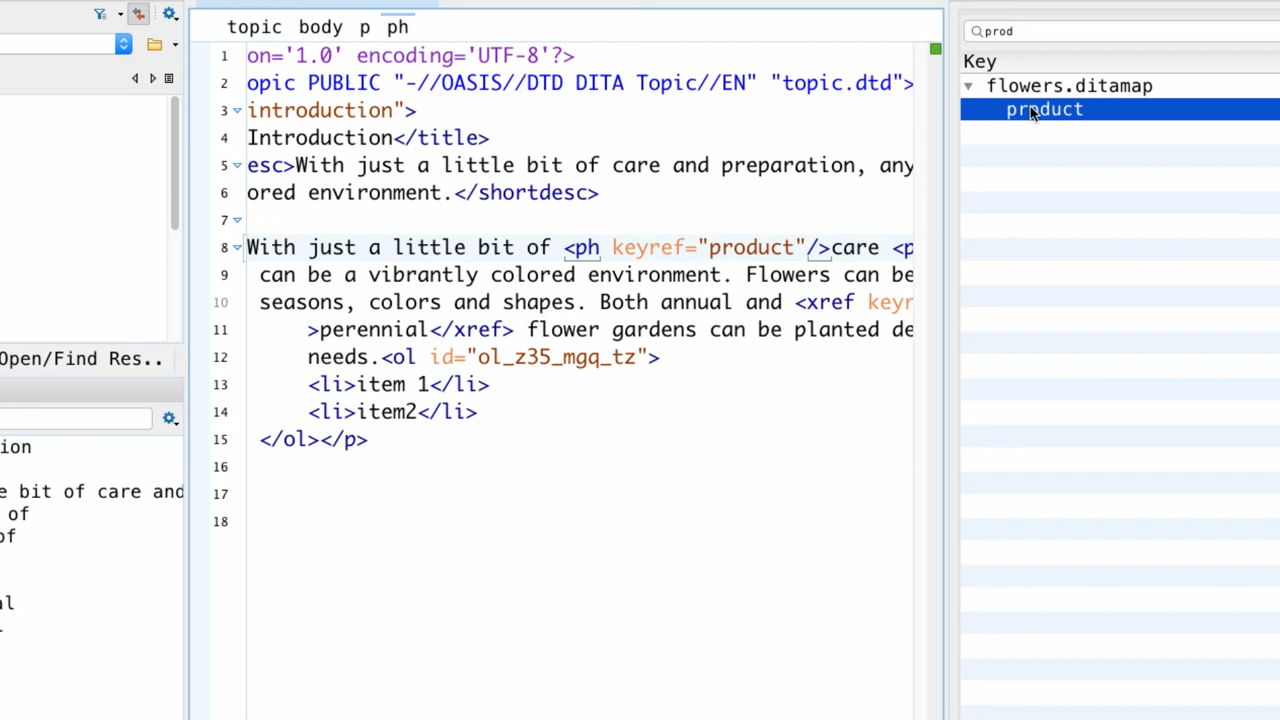 topic body p ph
prod
Key
flowers.ditamap
product
1 on='1.0' encoding='UTF-8'?>
2 opic PUBLIC "-//OASIS//DTD DITA Topic//EN" "topic.dtd">
3 introduction">
4 Introduction</title>
5 esc>With just a little bit of care and preparation, any
6 ored environment.</shortdesc>
7
8 With just a little bit of <ph keyref="product"/>care <p
9 can be a vibrantly colored environment. Flowers can be
10 seasons, colors and shapes. Both annual and <xref keyr
11 >perennial</xref> flower gardens can be planted de
12 needs.<ol id="ol_z35_mgq_tz">
13 <li>item 1</li>
14 <li>item2</li>
15 </ol></p>
16
17
18
Open/Find Res..
ion
e bit of care and
of
of
al